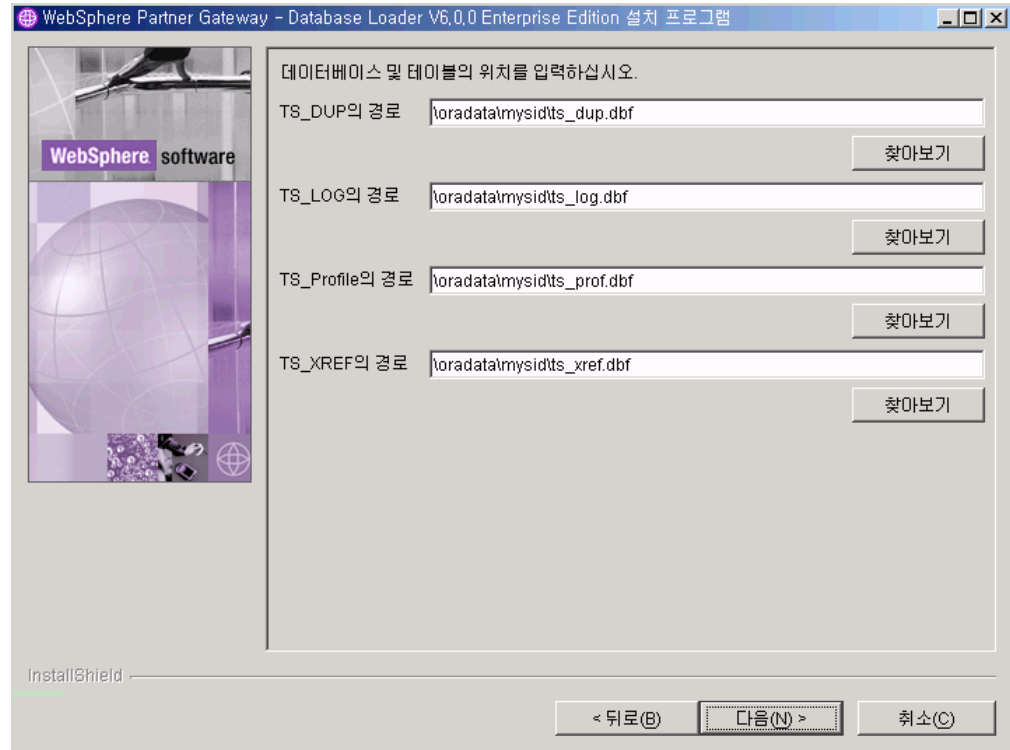 WebSphere Partner Gateway - Database Loader V6,0,0 Enterprise Edition 설치 프로그램
WebSphere software
데이터베이스 및 테이블의 위치를 입력하십시오.
TS_DUP의 경로 \oradata\mysid\ts_dup.dbf
찾아보기
TS_LOG의 경로 \oradata\mysid\ts_log.dbf
찾아보기
TS_Profile의 경로 \oradata\mysid\ts_prof.dbf
찾아보기
TS_XREF의 경로 \oradata\mysid\ts_xref.dbf
찾아보기
InstallShield
< 뒤로(B) 다음(N) > 취소(C)